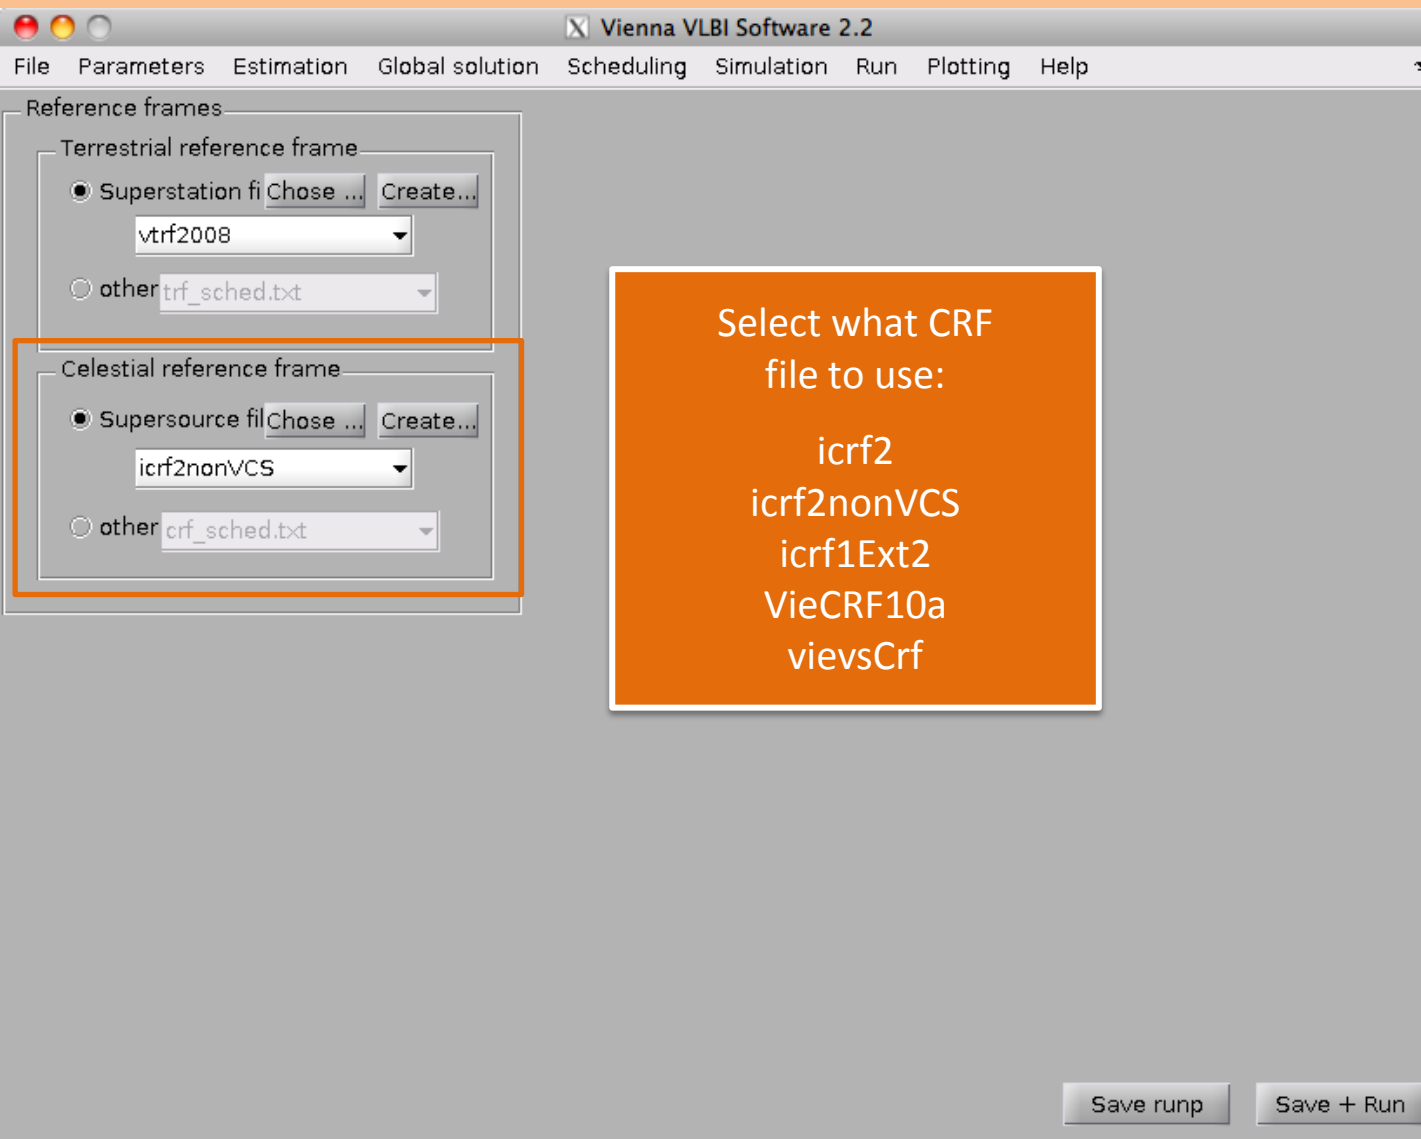 Vienna VLBI Software 2.2
File Parameters Estimation Global solution Scheduling Simulation Run Plotting Help
Reference frames
Terrestrial reference frame
Superstation fi Chose ... Create...
vtrf2008
other trf_sched.txt
Celestial reference frame
Supersource fil Chose ... Create...
icrf2nonVCS
other crf_sched.txt
Select what CRF
file to use:
icrf2
icrf2nonVCS
icrf1Ext2
VieCRF10a
vievsCrf
Save runp Save + Run